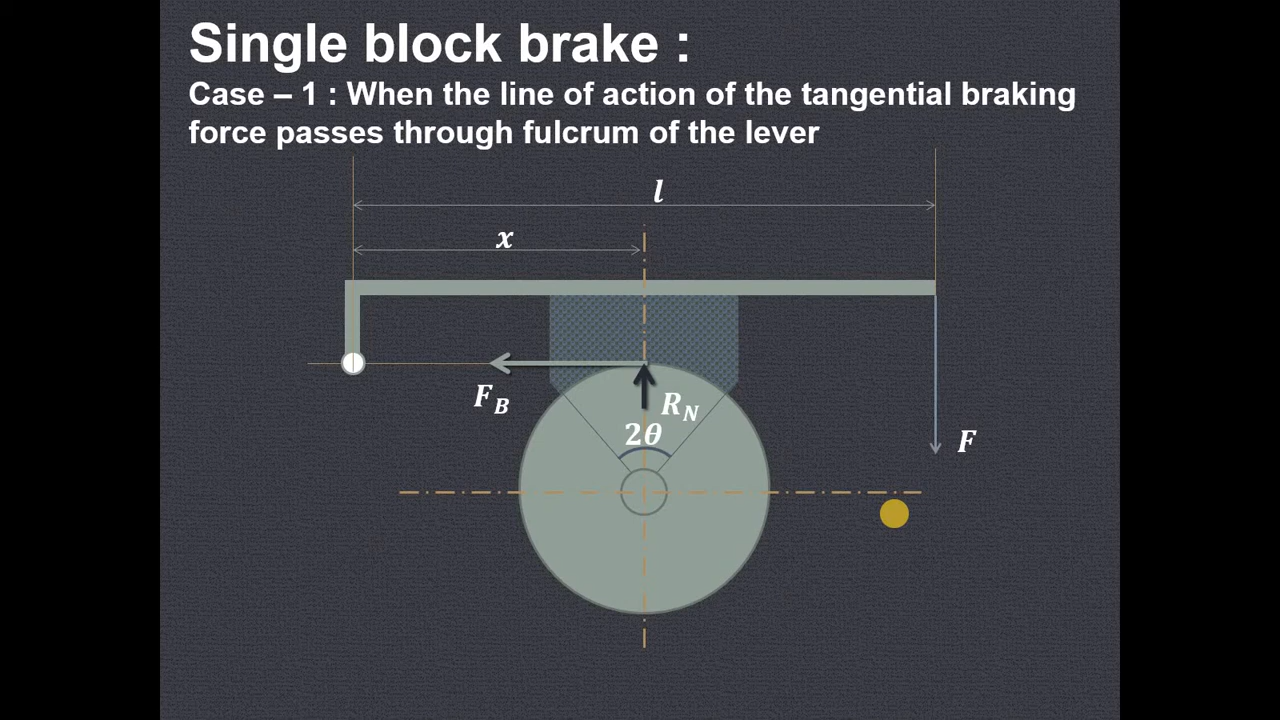 Single block brake :
Case – 1 : When the line of action of the tangential braking
force passes through fulcrum of the lever
l
x
F_B
R_N
2θ
F